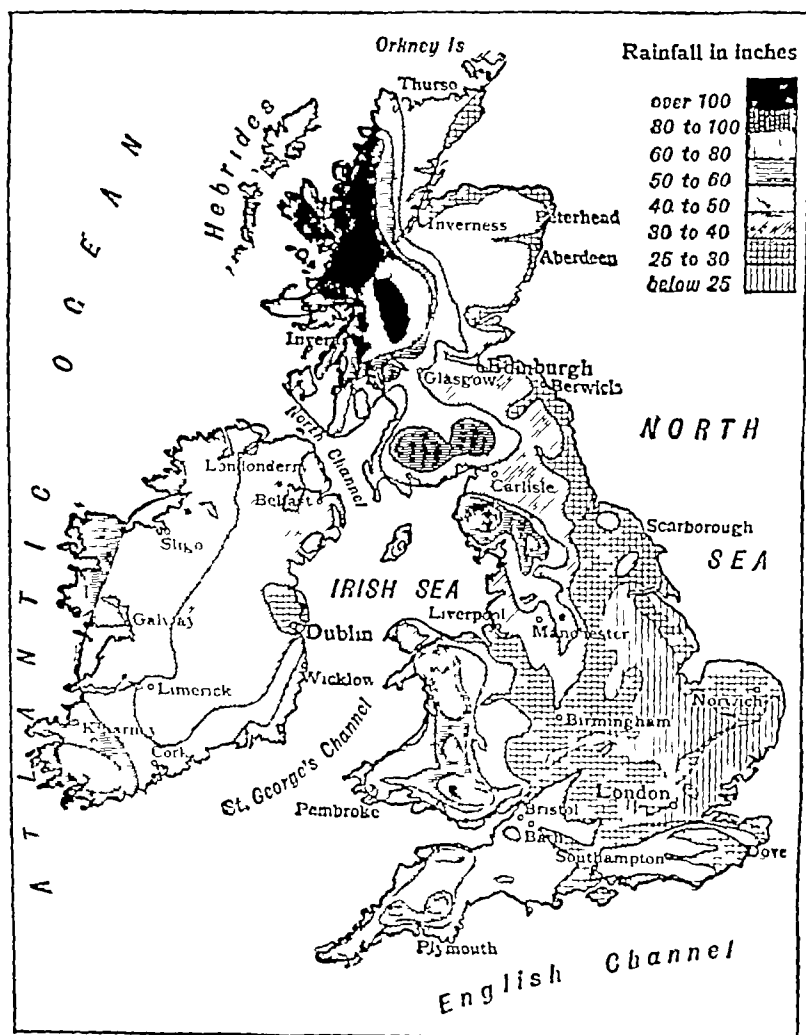 Orkney Is
Thurso
Rainfall in inches
over 100
80 to 100
60 to 80
50 to 60
40 to 50
30 to 40
25 to 30
below 25
Hebrides
ATLANTIC OCEAN
Inverness
Peterhead
Aberdeen
Edinburgh
Glasgow
Berwick
North Channel
NORTH
SEA
Londonderry
Belfast
Carlisle
Scarborough
Sligo
IRISH SEA
Galway
Liverpool
Manchester
Dublin
Wicklow
Limerick
Norwich
Birmingham
Killarney
Cork
St. George's Channel
Pembroke
London
Bristol
Bath
Southampton
Dove
Plymouth
English Channel